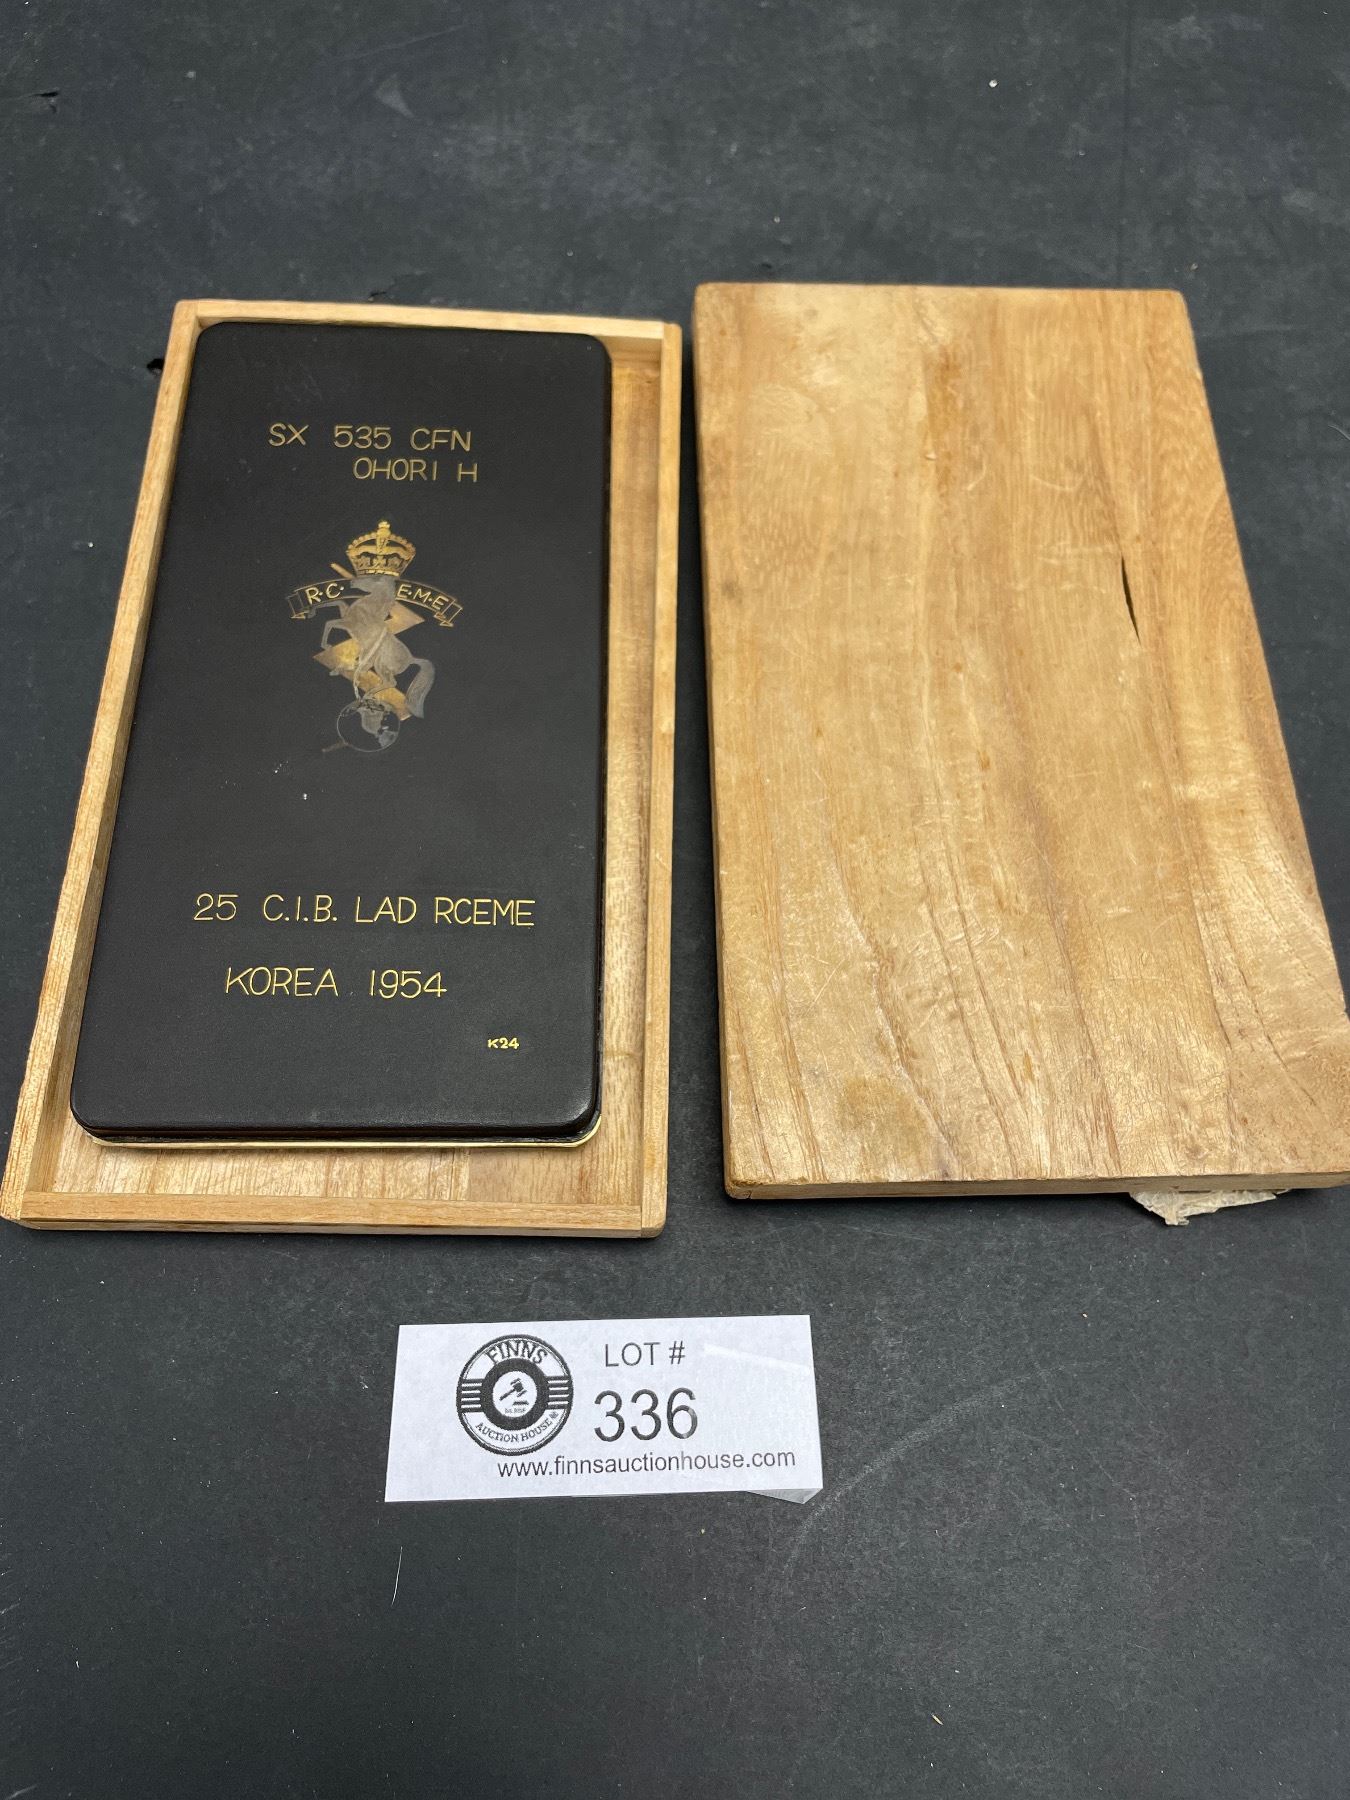 SX 535 CFN
OHORI H
R.C. E.M.E
25 C.I.B. LAD RCEME
KOREA 1954
K24
FINNS
AUCTION HOUSE
LOT #
336
www.finnsauctionhouse.com